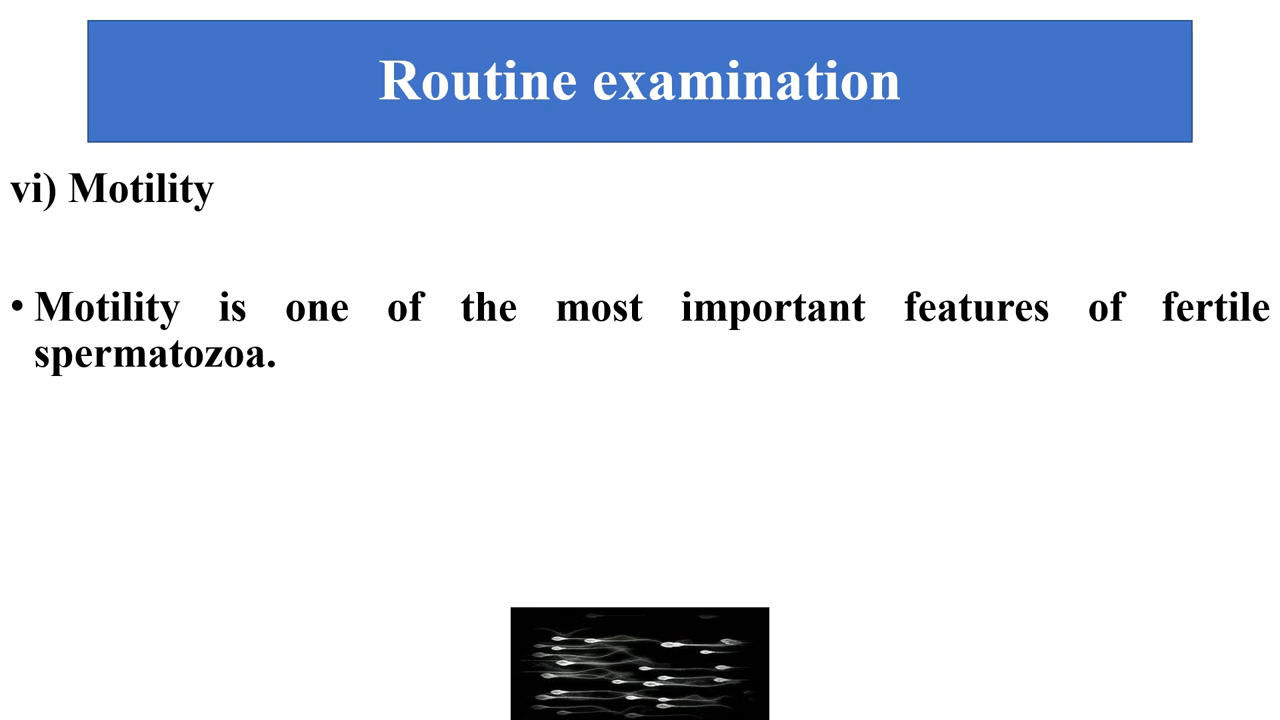 Routine examination
vi) Motility
• Motility is one of the most important features of fertile
spermatozoa.